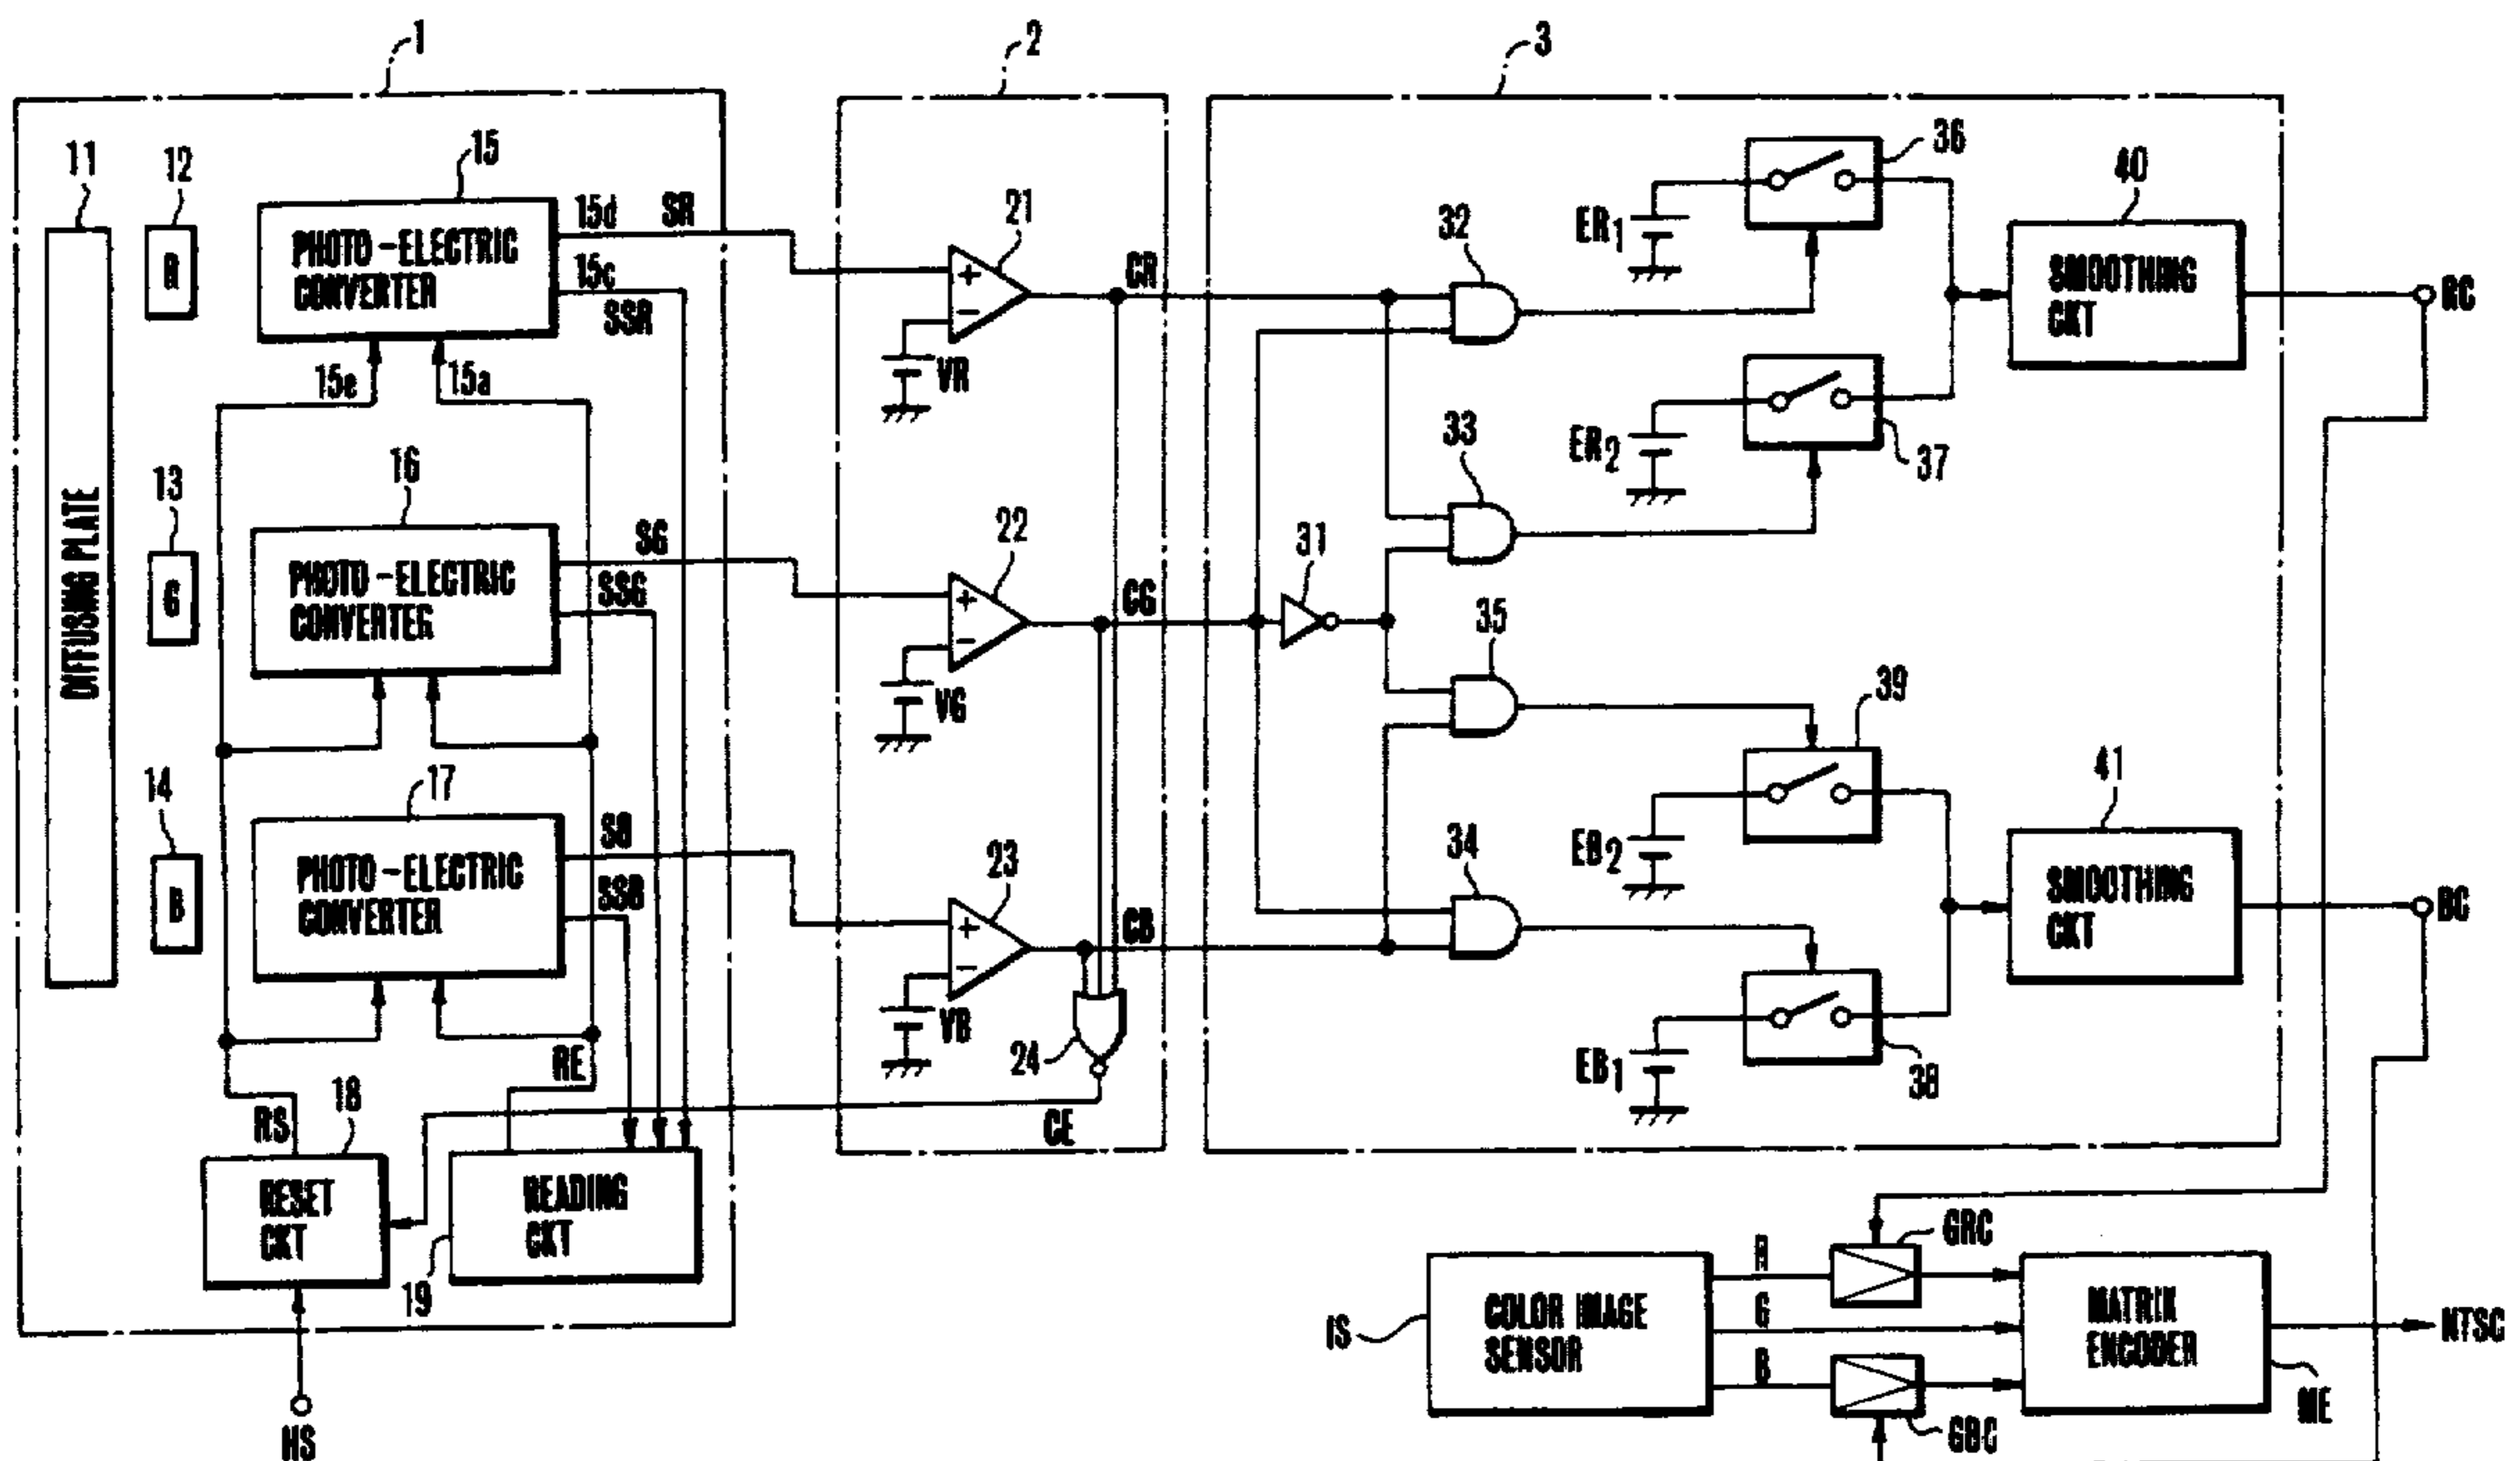 1
2
3
11
12
15
15d
SR
21
36
40
R
PHOTO-ELECTRIC
CONVERTER
15c
SSR
CR
32
ER1
SMOOTHING
CKT
RC
15e
15a
VR
33
ER2
37
13
16
SG
22
31
DIFFUSING PLATE
G
PHOTO-ELECTRIC
CONVERTER
SSG
CG
35
VG
39
14
17
SB
23
34
EB2
41
B
PHOTO-ELECTRIC
CONVERTER
SSB
CB
SMOOTHING
CKT
BC
VB
24
EB1
38
RE
RS
18
CE
RESET
CKT
READING
CKT
19
HS
IS
COLOR IMAGE
SENSOR
R
G
B
GRC
GBC
MATRIX
ENCODER
ME
NTSC